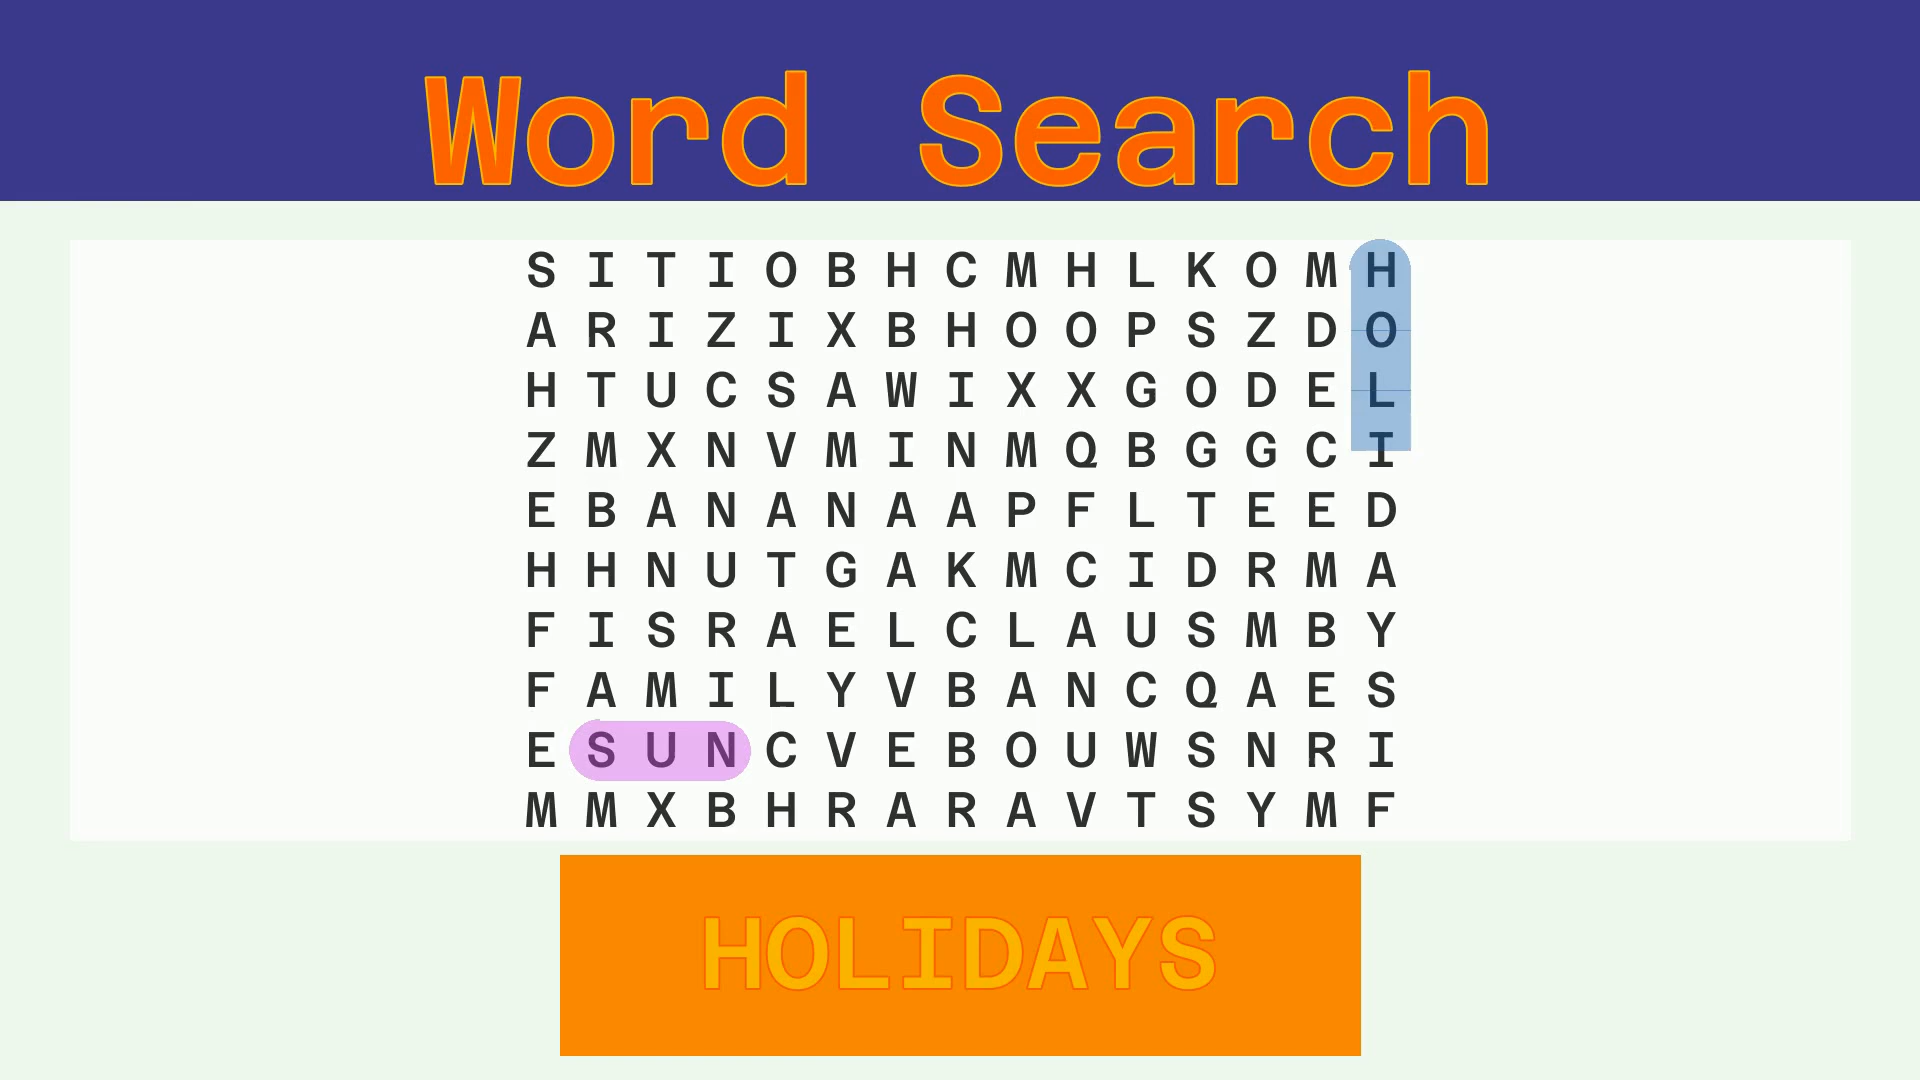 Word Search
S I T I O B H C M H L K O M H
A R I Z I X B H O O P S Z D O
H T U C S A W I X X G O D E L
Z M X N V M I N M Q B G G C I
E B A N A N A A P F L T E E D
H H N U T G A K M C I D R M A
F I S R A E L C L A U S M B Y
F A M I L Y V B A N C Q A E S
E S U N C V E B O U W S N R I
M M X B H R A R A V T S Y M F
HOLIDAYS